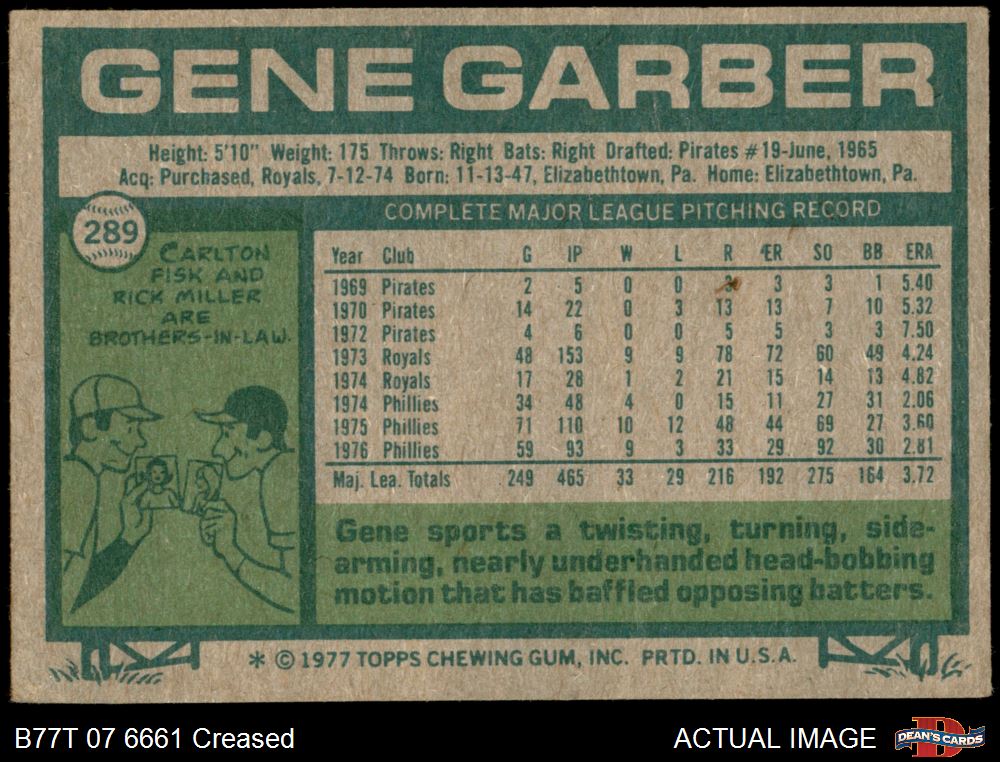 GENE GARBER
Height: 5'10" Weight: 175 Throws: Right Bats: Right Drafted: Pirates #19-June, 1965
Acq: Purchased, Royals, 7-12-74 Born: 11-13-47, Elizabethtown, Pa. Home: Elizabethtown, Pa.
289
CARLTON
FISK AND
RICK MILLER
ARE
BROTHERS-IN-LAW.
COMPLETE MAJOR LEAGUE PITCHING RECORD
Year Club G IP W L R ER SO BB ERA
1969 Pirates 2 5 0 0 3 3 3 1 5.40
1970 Pirates 14 22 0 3 13 13 7 10 5.32
1972 Pirates 4 6 0 0 5 5 3 3 7.50
1973 Royals 48 153 9 9 78 72 60 49 4.24
1974 Royals 17 28 1 2 21 15 14 13 4.82
1974 Phillies 34 48 4 0 15 11 27 31 2.06
1975 Phillies 71 110 10 12 48 44 69 27 3.60
1976 Phillies 59 93 9 3 33 29 92 30 2.81
Maj. Lea. Totals 249 465 33 29 216 192 275 164 3.72
Gene sports a twisting, turning, side-
arming, nearly underhanded head-bobbing
motion that has baffled opposing batters.
* © 1977 TOPPS CHEWING GUM, INC. PRTD. IN U.S.A.
B77T 07 6661 Creased
ACTUAL IMAGE
DEAN'S CARDS